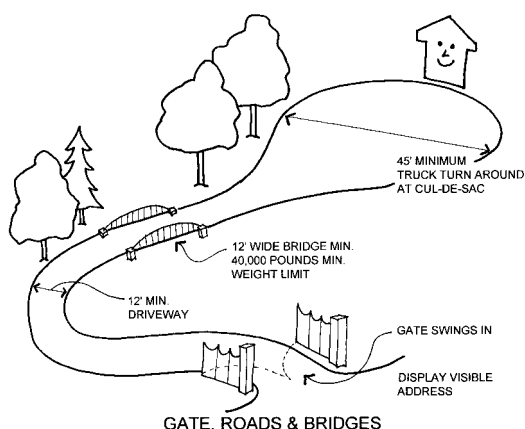 45' MINIMUM
TRUCK TURN AROUND
AT CUL-DE-SAC
12' WIDE BRIDGE MIN.
40,000 POUNDS MIN.
WEIGHT LIMIT
12' MIN.
DRIVEWAY
GATE SWINGS IN
DISPLAY VISIBLE
ADDRESS
GATE, ROADS & BRIDGES